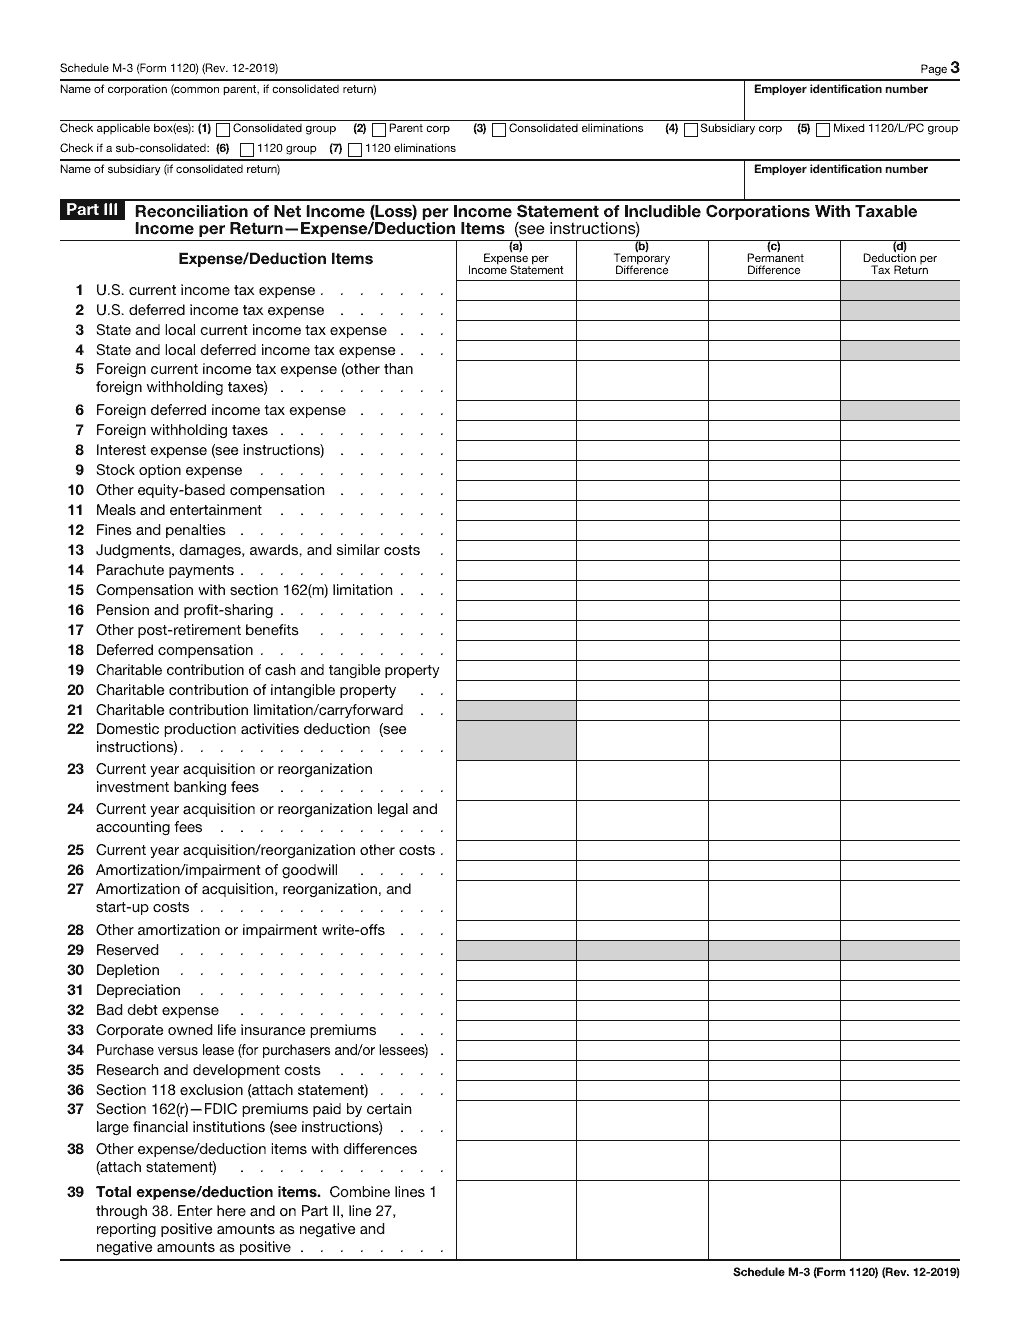 Schedule M-3 (Form 1120) (Rev. 12-2019) Page 3
Name of corporation (common parent, if consolidated return) Employer identification number
Check applicable box(es): (1) Consolidated group (2) Parent corp (3) Consolidated eliminations (4) Subsidiary corp (5) Mixed 1120/L/PC group
Check if a sub-consolidated: (6) 1120 group (7) 1120 eliminations
Name of subsidiary (if consolidated return) Employer identification number
Part III Reconciliation of Net Income (Loss) per Income Statement of Includible Corporations With Taxable
Income per Return—Expense/Deduction Items (see instructions)
Expense/Deduction Items
(a)
Expense per
Income Statement
(b)
Temporary
Difference
(c)
Permanent
Difference
(d)
Deduction per
Tax Return
1 U.S. current income tax expense . . . . . . .
2 U.S. deferred income tax expense . . . . . .
3 State and local current income tax expense . . .
4 State and local deferred income tax expense . . .
5 Foreign current income tax expense (other than
foreign withholding taxes) . . . . . . . . .
6 Foreign deferred income tax expense . . . . .
7 Foreign withholding taxes . . . . . . . . .
8 Interest expense (see instructions) . . . . . .
9 Stock option expense . . . . . . . . . .
10 Other equity-based compensation . . . . . .
11 Meals and entertainment . . . . . . . . .
12 Fines and penalties . . . . . . . . . . .
13 Judgments, damages, awards, and similar costs .
14 Parachute payments . . . . . . . . . . .
15 Compensation with section 162(m) limitation . . .
16 Pension and profit-sharing . . . . . . . . .
17 Other post-retirement benefits . . . . . . .
18 Deferred compensation . . . . . . . . . .
19 Charitable contribution of cash and tangible property
20 Charitable contribution of intangible property . .
21 Charitable contribution limitation/carryforward . .
22 Domestic production activities deduction (see
instructions) . . . . . . . . . . . . . .
23 Current year acquisition or reorganization
investment banking fees . . . . . . . . .
24 Current year acquisition or reorganization legal and
accounting fees . . . . . . . . . . . .
25 Current year acquisition/reorganization other costs .
26 Amortization/impairment of goodwill . . . . .
27 Amortization of acquisition, reorganization, and
start-up costs . . . . . . . . . . . . .
28 Other amortization or impairment write-offs . . .
29 Reserved . . . . . . . . . . . . . .
30 Depletion . . . . . . . . . . . . . .
31 Depreciation . . . . . . . . . . . . .
32 Bad debt expense . . . . . . . . . . .
33 Corporate owned life insurance premiums . . .
34 Purchase versus lease (for purchasers and/or lessees) .
35 Research and development costs . . . . . .
36 Section 118 exclusion (attach statement) . . . .
37 Section 162(r)—FDIC premiums paid by certain
large financial institutions (see instructions) . . .
38 Other expense/deduction items with differences
(attach statement) . . . . . . . . . . .
39 Total expense/deduction items. Combine lines 1
through 38. Enter here and on Part II, line 27,
reporting positive amounts as negative and
negative amounts as positive . . . . . . . .
Schedule M-3 (Form 1120) (Rev. 12-2019)